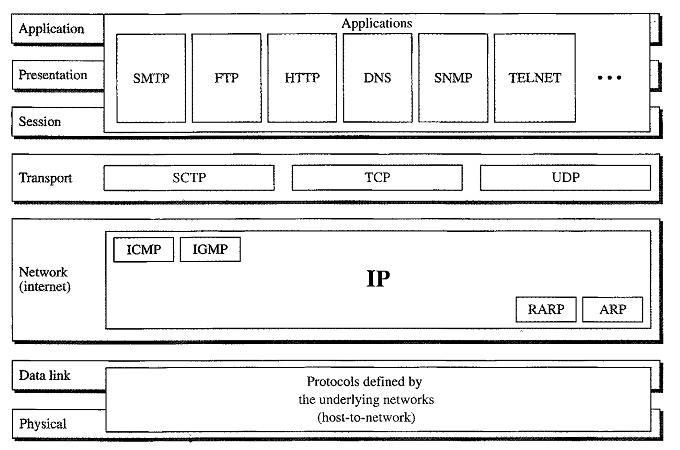 Applications
Application
Presentation
Session
SMTP
FTP
HTTP
DNS
SNMP
TELNET
•••
Transport
SCTP
TCP
UDP
Network
(internet)
ICMP
IGMP
IP
RARP
ARP
Data link
Physical
Protocols defined by
the underlying networks
(host-to-network)